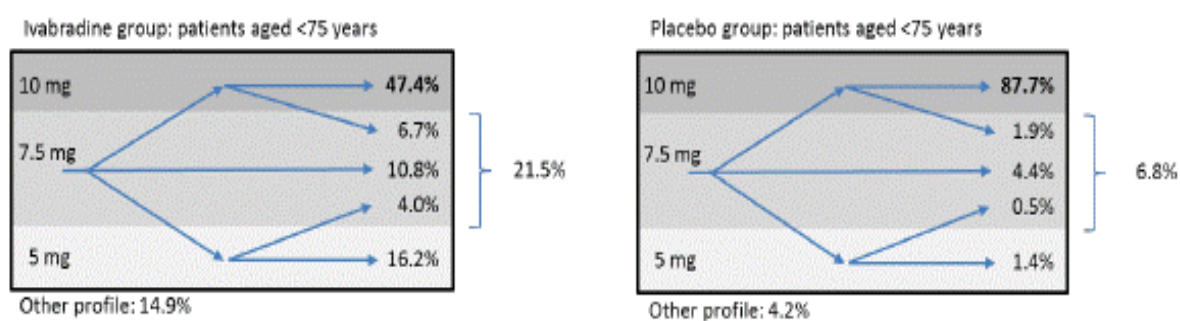 Ivabradine group: patients aged <75 years
10 mg
47.4%
6.7%
7.5 mg
10.8%
21.5%
4.0%
5 mg
16.2%
Other profile: 14.9%
Placebo group: patients aged <75 years
10 mg
87.7%
1.9%
7.5 mg
4.4%
6.8%
0.5%
5 mg
1.4%
Other profile: 4.2%